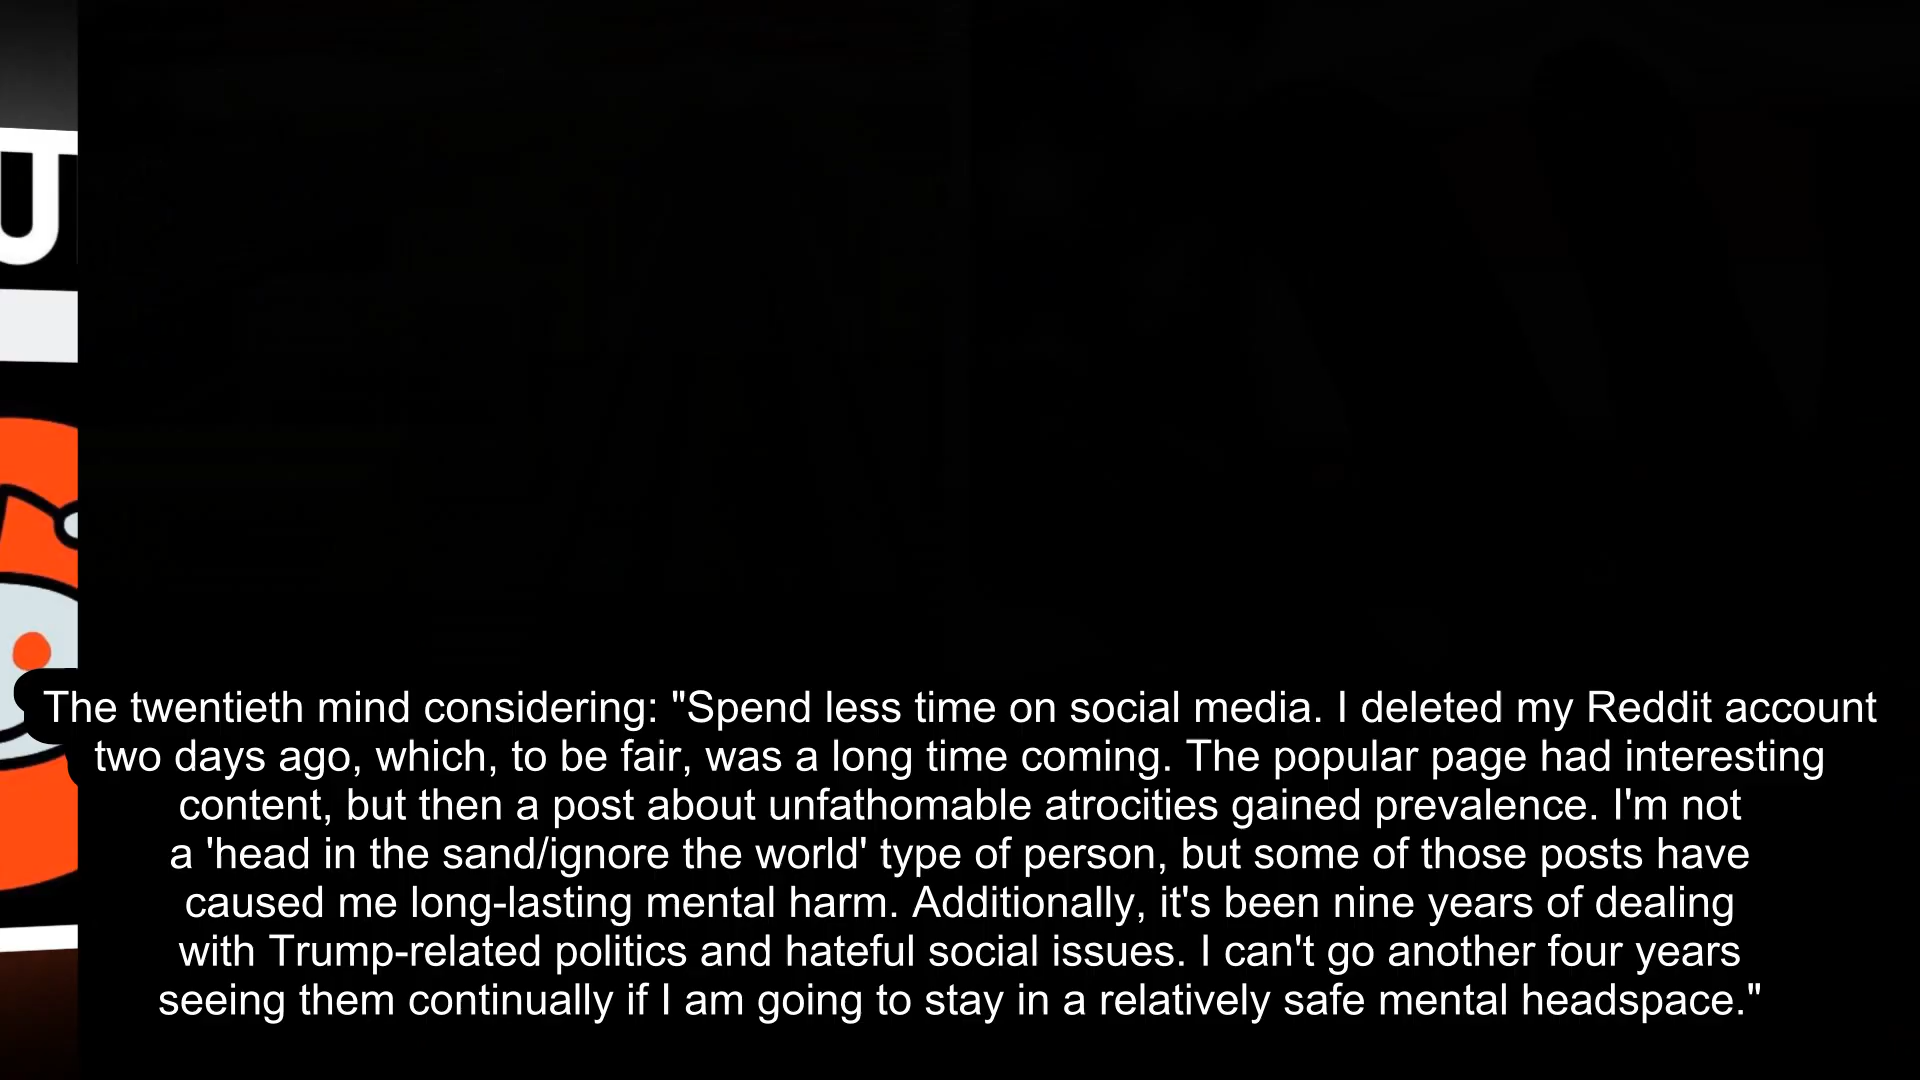 U
The twentieth mind considering: "Spend less time on social media. I deleted my Reddit account
two days ago, which, to be fair, was a long time coming. The popular page had interesting
content, but then a post about unfathomable atrocities gained prevalence. I'm not
a 'head in the sand/ignore the world' type of person, but some of those posts have
caused me long-lasting mental harm. Additionally, it's been nine years of dealing
with Trump-related politics and hateful social issues. I can't go another four years
seeing them continually if I am going to stay in a relatively safe mental headspace."